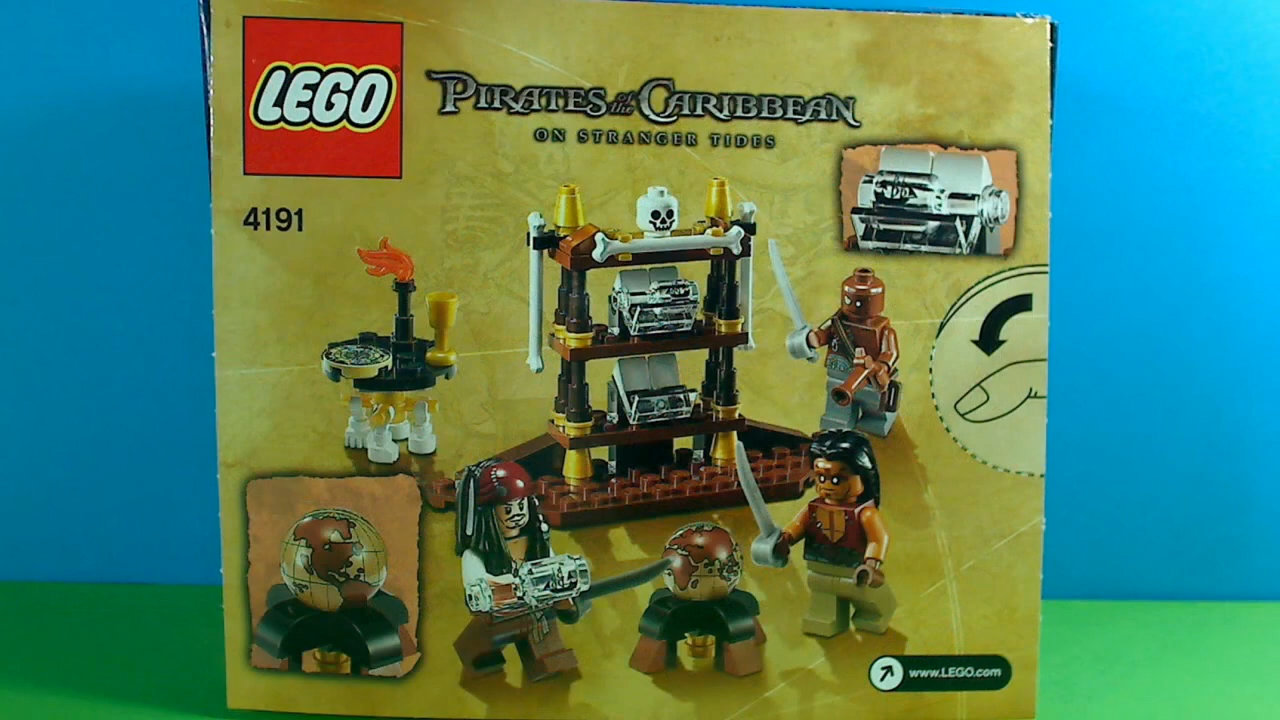 LEGO
PIRATES of the CARIBBEAN
ON STRANGER TIDES
4191
www.LEGO.com